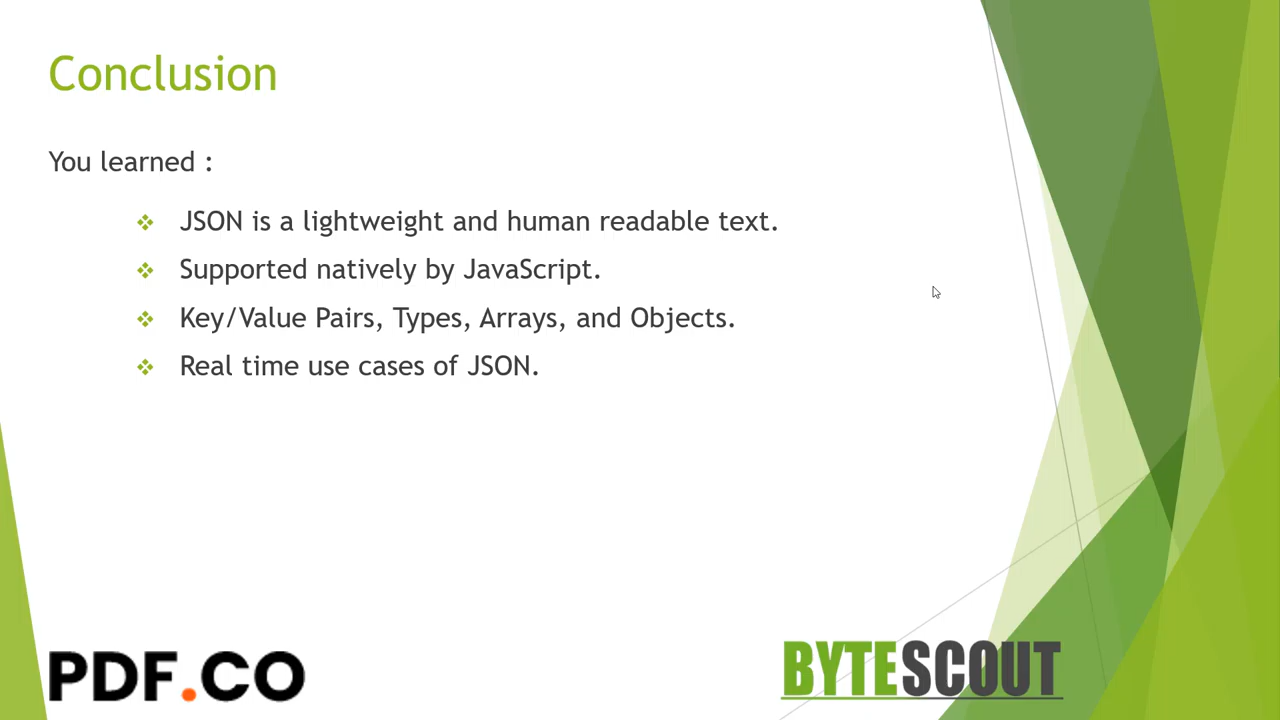 Conclusion
You learned :
JSON is a lightweight and human readable text.
Supported natively by JavaScript.
Key/Value Pairs, Types, Arrays, and Objects.
Real time use cases of JSON.
PDF.CO
BYTESCOUT